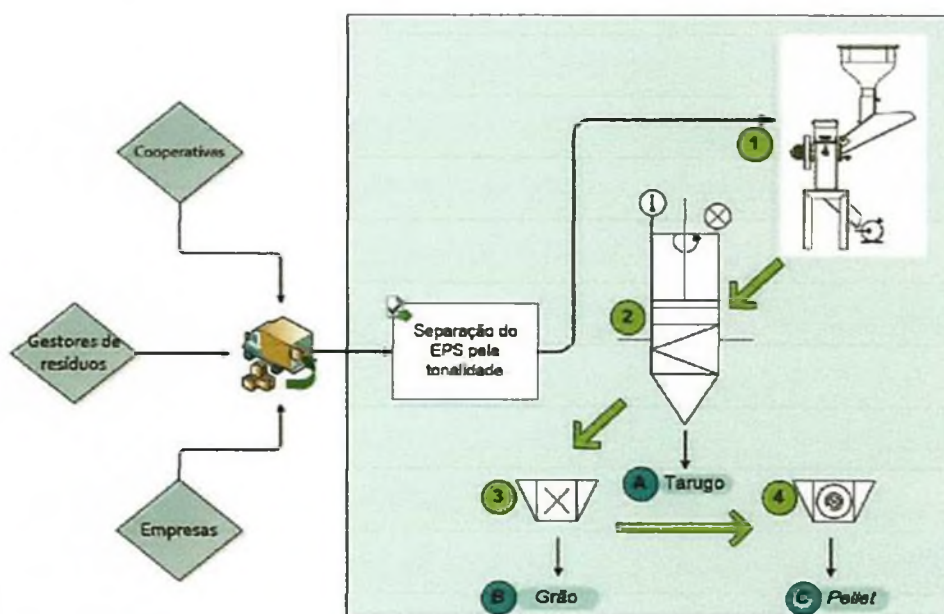 Cooperativas
Gestores de
resíduos
Empresas
Separação do
EPS pela
tonalidade
1
2
3
4
A Tarugo
B Grão
C Pellet